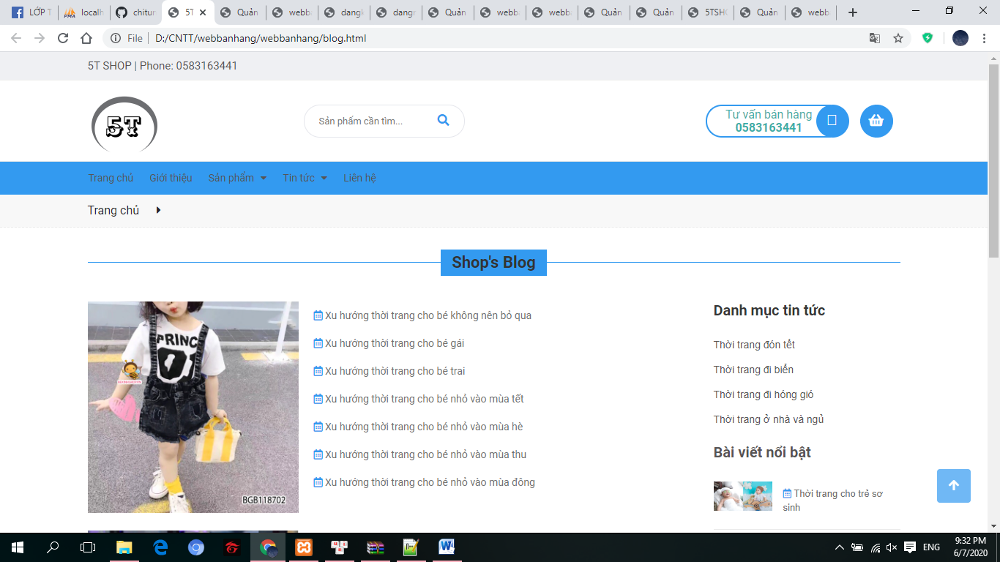 LỚP T
localh
chitur
5T
Quản
webb
dangk
dangr
Quản
webb
webb
Quản
Quản
5TSHO
Quản
webb
File
D:/CNTT/webbanhang/webbanhang/blog.html
5T SHOP | Phone: 0583163441
5T
Sản phẩm cần tìm...
Tư vấn bán hàng
0583163441
Trang chủ Giới thiệu Sản phẩm Tin tức Liên hệ
Trang chủ
Shop's Blog
PRINC
BGB118702
Xu hướng thời trang cho bé không nên bỏ qua
Xu hướng thời trang cho bé gái
Xu hướng thời trang cho bé trai
Xu hướng thời trang cho bé nhỏ vào mùa tết
Xu hướng thời trang cho bé nhỏ vào mùa hè
Xu hướng thời trang cho bé nhỏ vào mùa thu
Xu hướng thời trang cho bé nhỏ vào mùa đông
Danh mục tin tức
Thời trang đón tết
Thời trang đi biển
Thời trang đi hóng gió
Thời trang ở nhà và ngủ
Bài viết nổi bật
Thời trang cho trẻ sơ
sinh
ENG
9:32 PM
6/7/2020